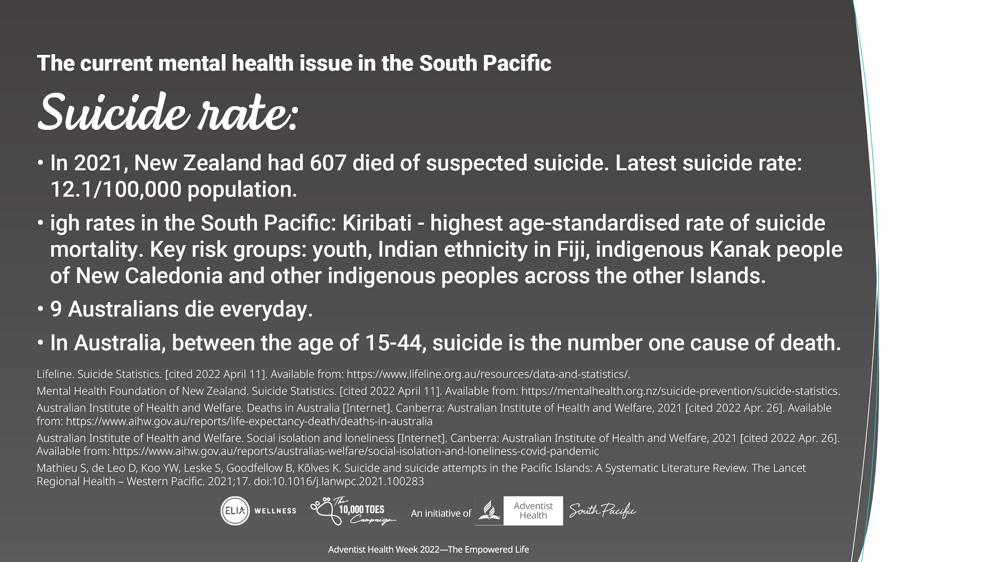 The current mental health issue in the South Pacific
Suicide rate:
• In 2021, New Zealand had 607 died of suspected suicide. Latest suicide rate:
12.1/100,000 population.
• igh rates in the South Pacific: Kiribati - highest age-standardised rate of suicide
mortality. Key risk groups: youth, Indian ethnicity in Fiji, indigenous Kanak people
of New Caledonia and other indigenous peoples across the other Islands.
• 9 Australians die everyday.
• In Australia, between the age of 15-44, suicide is the number one cause of death.
Lifeline. Suicide Statistics. [cited 2022 April 11]. Available from: https://www.lifeline.org.au/resources/data-and-statistics/.
Mental Health Foundation of New Zealand. Suicide Statistics. [cited 2022 April 11]. Available from: https://mentalhealth.org.nz/suicide-prevention/suicide-statistics.
Australian Institute of Health and Welfare. Deaths in Australia [Internet]. Canberra: Australian Institute of Health and Welfare, 2021 [cited 2022 Apr. 26]. Available
from: https://www.aihw.gov.au/reports/life-expectancy-death/deaths-in-australia
Australian Institute of Health and Welfare. Social isolation and loneliness [Internet]. Canberra: Australian Institute of Health and Welfare, 2021 [cited 2022 Apr. 26].
Available from: https://www.aihw.gov.au/reports/australias-welfare/social-isolation-and-loneliness-covid-pandemic
Mathieu S, de Leo D, Koo YW, Leske S, Goodfellow B, Kõlves K. Suicide and suicide attempts in the Pacific Islands: A Systematic Literature Review. The Lancet
Regional Health – Western Pacific. 2021;17. doi:10.1016/j.lanwpc.2021.100283
ELIA WELLNESS
The
10,000 TOES
Campaign
An initiative of
Adventist
Health
South Pacific
Adventist Health Week 2022—The Empowered Life